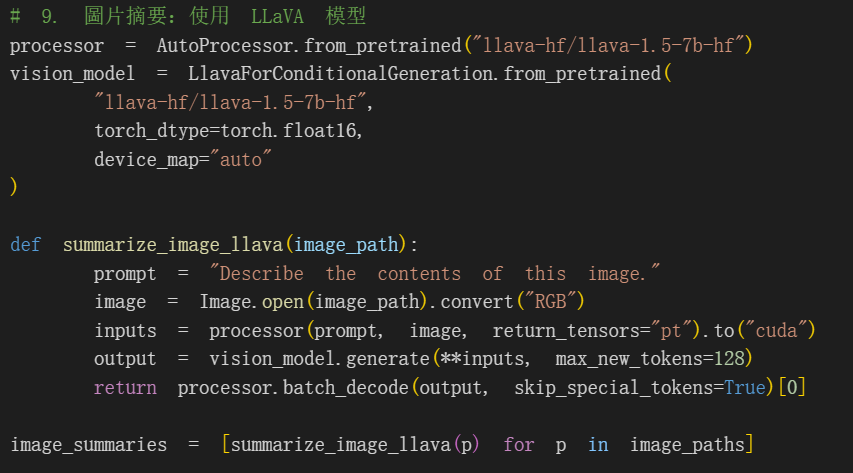 # 9. 圖片摘要：使用 LLaVA 模型
processor = AutoProcessor.from_pretrained("llava-hf/llava-1.5-7b-hf")
vision_model = LlavaForConditionalGeneration.from_pretrained(
        "llava-hf/llava-1.5-7b-hf",
        torch_dtype=torch.float16,
        device_map="auto"
)
def summarize_image_llava(image_path):
        prompt = "Describe the contents of this image."
        image = Image.open(image_path).convert("RGB")
        inputs = processor(prompt, image, return_tensors="pt").to("cuda")
        output = vision_model.generate(**inputs, max_new_tokens=128)
        return processor.batch_decode(output, skip_special_tokens=True)[0]
image_summaries = [summarize_image_llava(p) for p in image_paths]